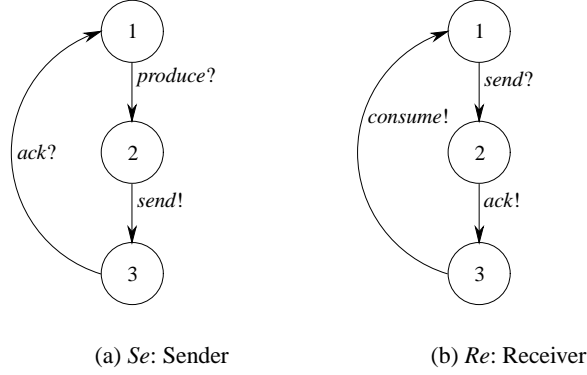 1
produce?
ack?
2
send!
3
(a) Se: Sender
1
send?
consume!
2
ack!
3
(b) Re: Receiver